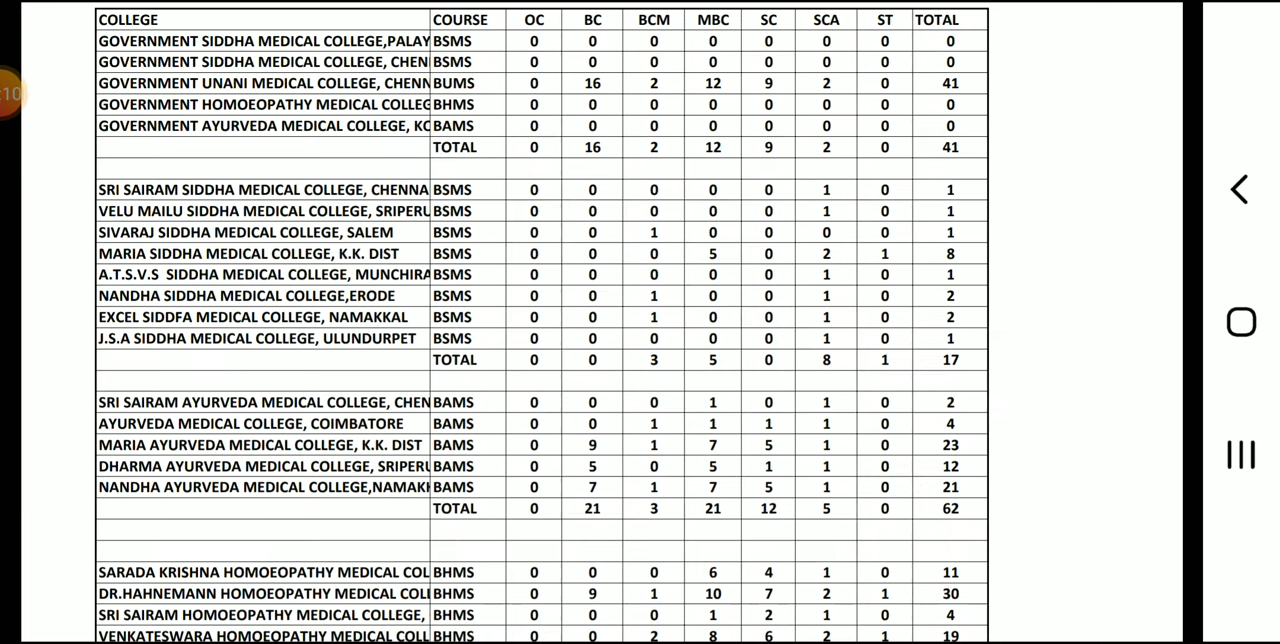 COLLEGE COURSE OC BC BCM MBC SC SCA ST TOTAL
GOVERNMENT SIDDHA MEDICAL COLLEGE,PALAY BSMS 0 0 0 0 0 0 0 0
GOVERNMENT SIDDHA MEDICAL COLLEGE, CHEN BSMS 0 0 0 0 0 0 0 0
:10
GOVERNMENT UNANI MEDICAL COLLEGE, CHENN BUMS 0 16 2 12 9 2 0 41
GOVERNMENT HOMOEOPATHY MEDICAL COLLEG BHMS 0 0 0 0 0 0 0 0
GOVERNMENT AYURVEDA MEDICAL COLLEGE, KO BAMS 0 0 0 0 0 0 0 0
TOTAL 0 16 2 12 9 2 0 41
SRI SAIRAM SIDDHA MEDICAL COLLEGE, CHENNA BSMS 0 0 0 0 0 1 0 1
VELU MAILU SIDDHA MEDICAL COLLEGE, SRIPERU BSMS 0 0 0 0 0 1 0 1
SIVARAJ SIDDHA MEDICAL COLLEGE, SALEM BSMS 0 0 1 0 0 0 0 1
MARIA SIDDHA MEDICAL COLLEGE, K.K. DIST BSMS 0 0 0 5 0 2 1 8
A.T.S.V.S SIDDHA MEDICAL COLLEGE, MUNCHIRA BSMS 0 0 0 0 0 1 0 1
NANDHA SIDDHA MEDICAL COLLEGE,ERODE BSMS 0 0 1 0 0 1 0 2
EXCEL SIDDFA MEDICAL COLLEGE, NAMAKKAL BSMS 0 0 1 0 0 1 0 2
J.S.A SIDDHA MEDICAL COLLEGE, ULUNDURPET BSMS 0 0 0 0 0 1 0 1
TOTAL 0 0 3 5 0 8 1 17
SRI SAIRAM AYURVEDA MEDICAL COLLEGE, CHEN BAMS 0 0 0 1 0 1 0 2
AYURVEDA MEDICAL COLLEGE, COIMBATORE BAMS 0 0 1 1 1 1 0 4
MARIA AYURVEDA MEDICAL COLLEGE, K.K. DIST BAMS 0 9 1 7 5 1 0 23
DHARMA AYURVEDA MEDICAL COLLEGE, SRIPERU BAMS 0 5 0 5 1 1 0 12
NANDHA AYURVEDA MEDICAL COLLEGE,NAMAKK BAMS 0 7 1 7 5 1 0 21
TOTAL 0 21 3 21 12 5 0 62
SARADA KRISHNA HOMOEOPATHY MEDICAL COL BHMS 0 0 0 6 4 1 0 11
DR.HAHNEMANN HOMOEOPATHY MEDICAL COLL BHMS 0 9 1 10 7 2 1 30
SRI SAIRAM HOMOEOPATHY MEDICAL COLLEGE, BHMS 0 0 0 1 2 1 0 4
VENKATESWARA HOMOEOPATHY MEDICAL COLL BHMS 0 0 2 8 6 2 1 19